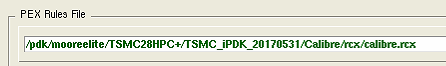 PEX Rules File
/pdk/mooreelite/TSMC28HPC+/TSMC_iPDK_20170531/Calibre/rcx/calibre.rcx